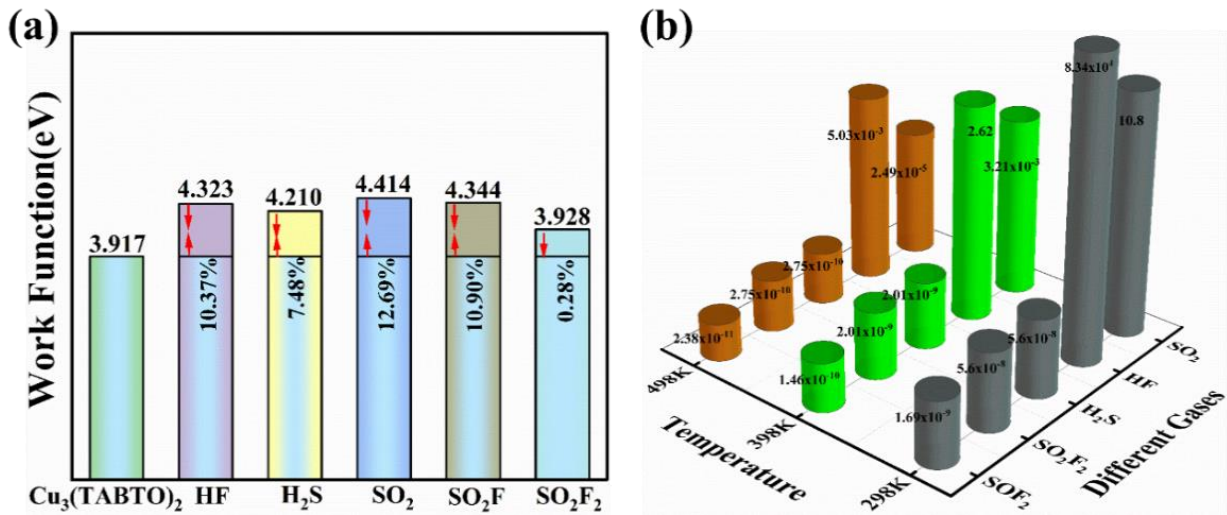 (a)
Work Function(eV)
3.917
4.323
4.210
4.414
4.344
3.928
10.37%
7.48%
12.69%
10.90%
0.28%
Cu₃(TABTO)₂ HF H₂S SO₂ SO₂F SO₂F₂
(b)
5.03x10⁻³
2.49x10⁻⁵
2.75x10⁻¹⁰
2.75x10⁻¹⁰
2.38x10⁻¹¹
2.62
3.21x10⁻³
2.01x10⁻⁹
2.01x10⁻⁹
1.46x10⁻¹⁰
8.34x10⁴
10.8
5.6x10⁻⁸
5.6x10⁻⁸
1.69x10⁻⁹
498K
398K
298K
Temperature
SOF₂
SO₂F₂
H₂S
HF
SO₂
Different Gases